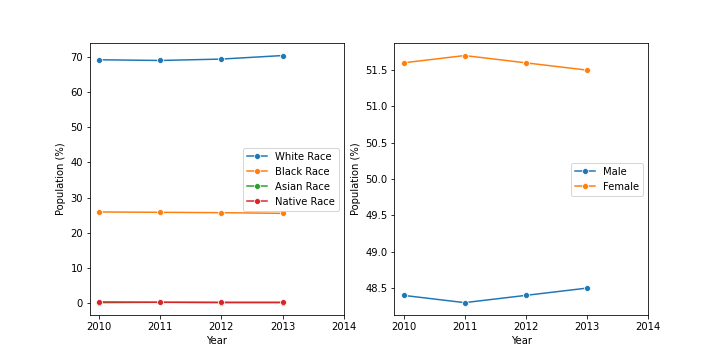 70
60
50
40
30
20
10
0
Population (%)
2010 2011 2012 2013 2014
Year
White Race
Black Race
Asian Race
Native Race
51.5
51.0
50.5
50.0
49.5
49.0
48.5
Population (%)
2010 2011 2012 2013 2014
Year
Male
Female